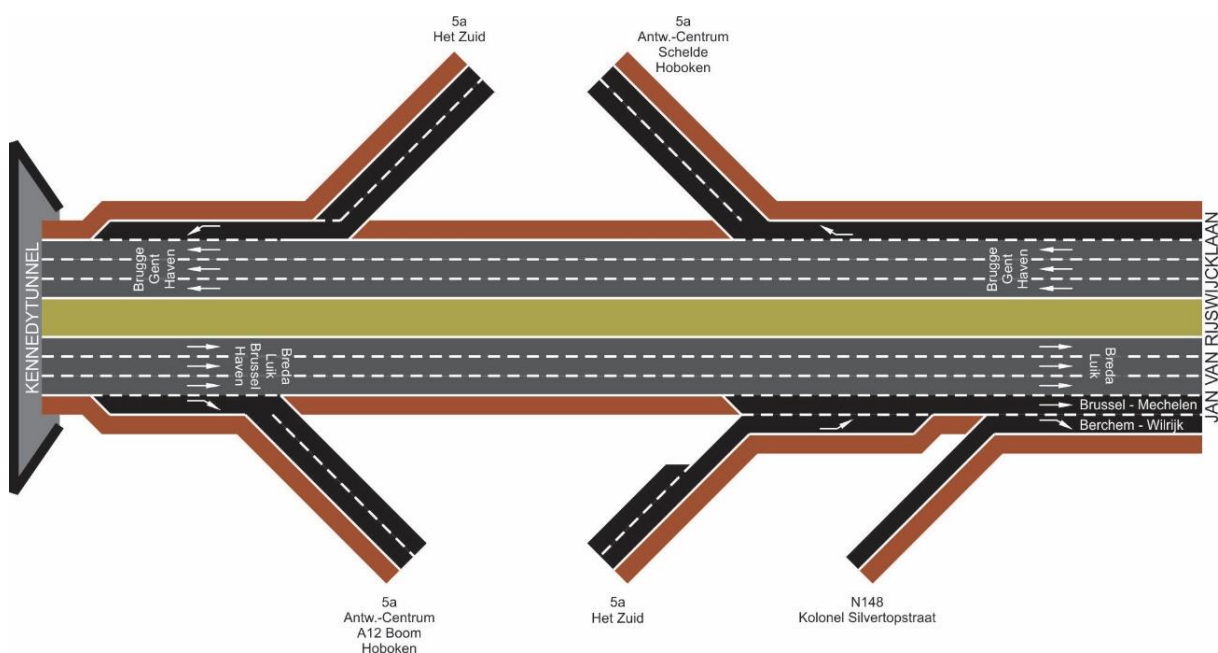 5a
Het Zuid
5a
Antw.-Centrum
Schelde
Hoboken
KENNEDYTUNNEL
Brugge
Gent
Haven
Brugge
Gent
Haven
JAN VAN RIJSWIJCKLAAN
Breda
Luik
Brussel
Haven
Breda
Luik
Brussel - Mechelen
Berchem - Wilrijk
5a
Antw.-Centrum
A12 Boom
Hoboken
5a
Het Zuid
N148
Kolonel Silvertopstraat